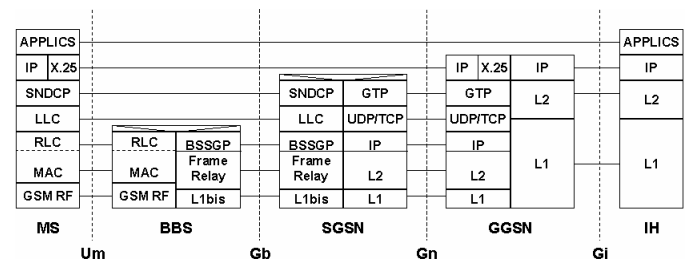 APPLICS APPLICS
IP X.25 IP X.25 IP IP
SNDCP SNDCP GTP GTP L2 L2
LLC LLC UDP/TCP UDP/TCP
RLC RLC BSSGP BSSGP IP IP
MAC MAC Frame Relay Frame Relay L2 L2 L1 L1
GSM RF GSM RF L1bis L1bis L1 L1
MS BBS SGSN GGSN IH
Um Gb Gn Gi